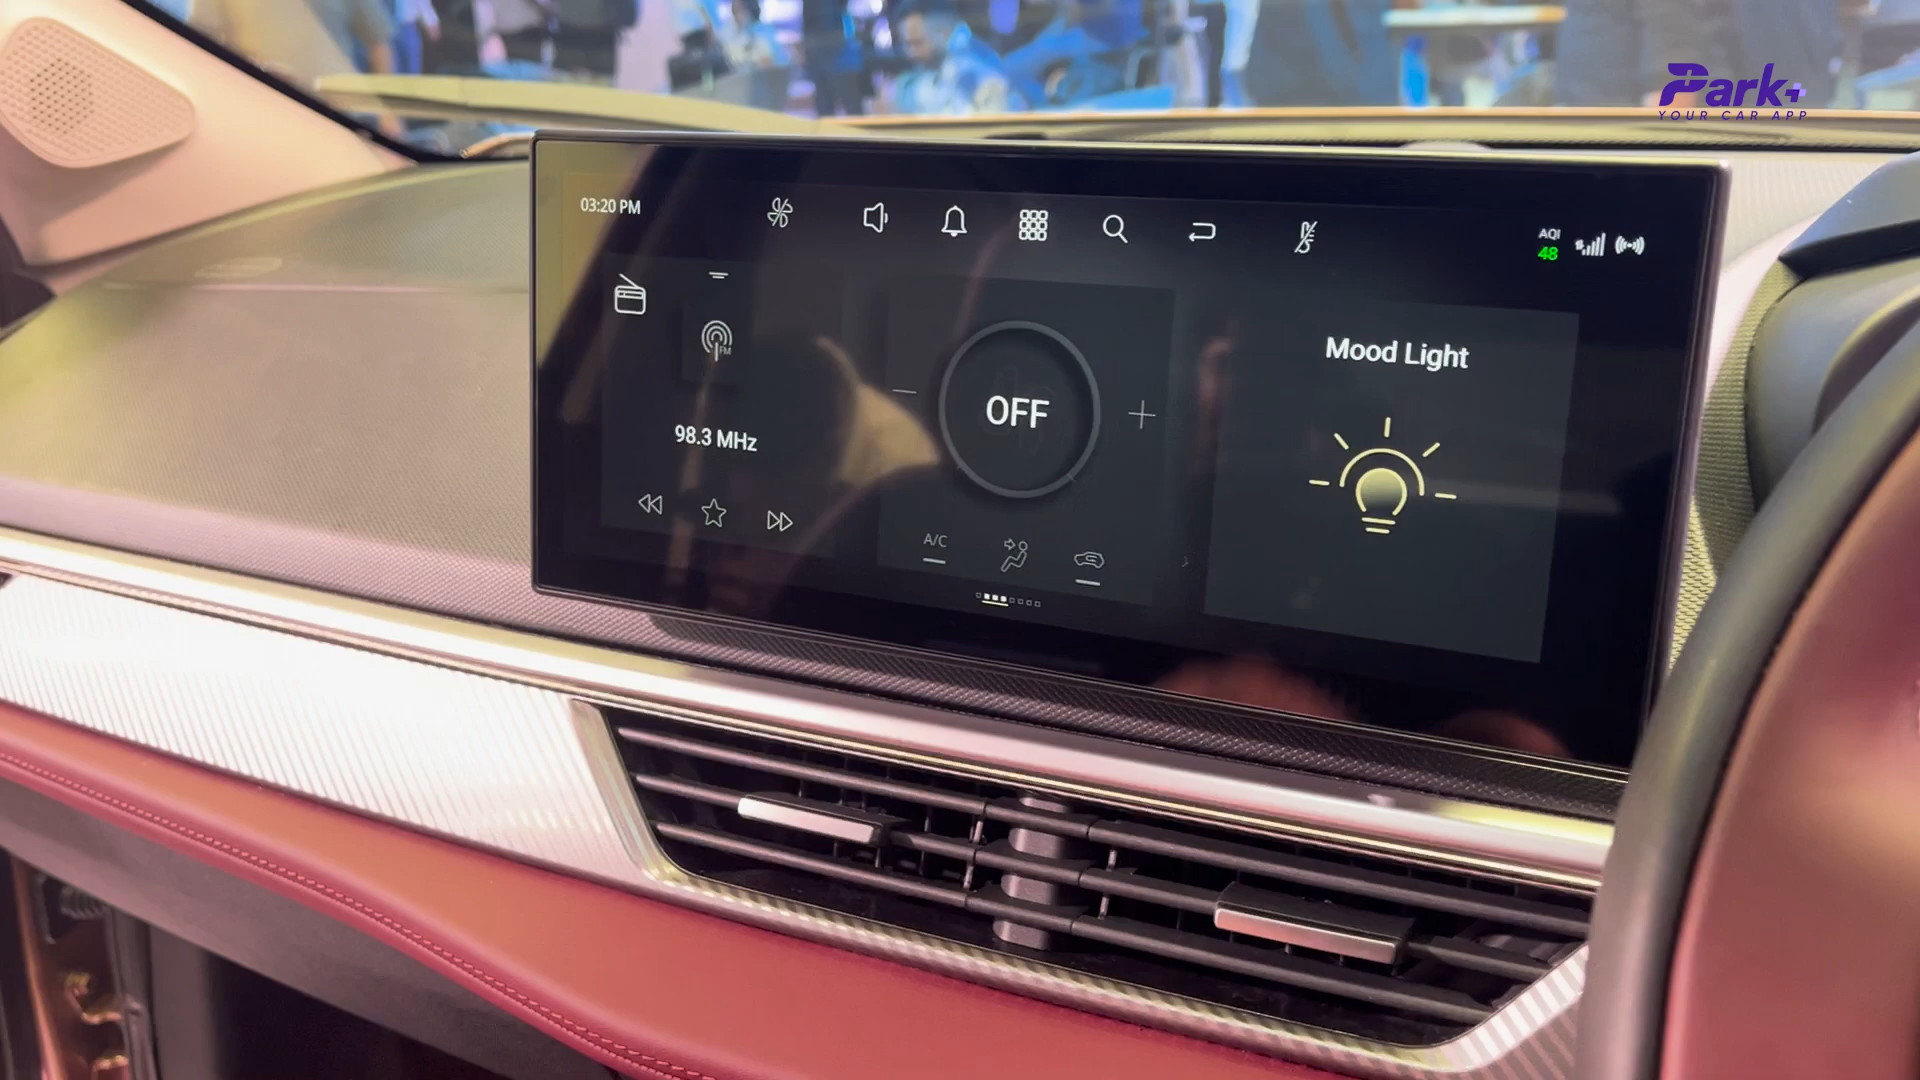 Park+
YOUR CAR APP
03:20 PM
AQI
48
FM
98.3 MHz
OFF
A/C
Mood Light